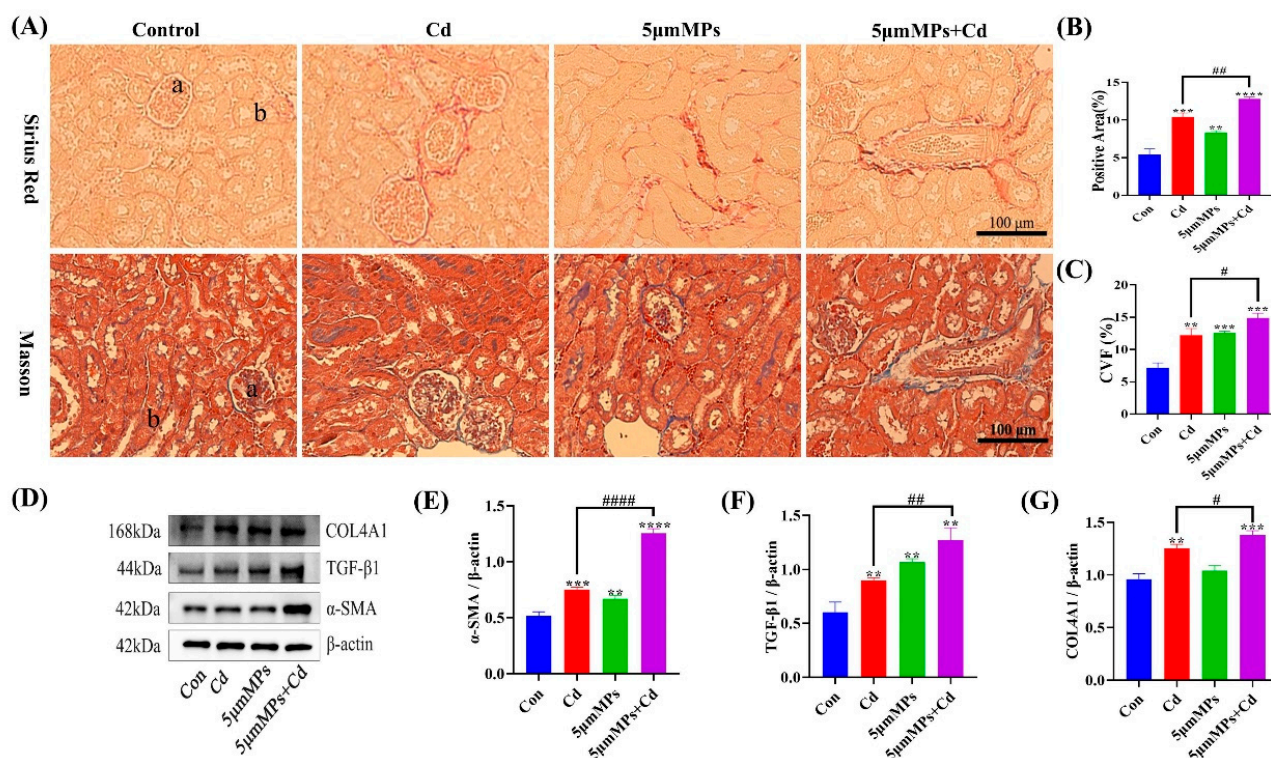 (A)
Control
Cd
5μmMPs
5μmMPs+Cd
Sirius Red
a
b
100 μm
Masson
a
b
100 μm
(B)
Positive Area(%)
15
10
5
0
***
**
****
##
Con
Cd
5μmMPs
5μmMPs+Cd
(C)
CVF (%)
20
15
10
5
0
**
***
***
#
Con
Cd
5μmMPs
5μmMPs+Cd
(D)
168kDa COL4A1
44kDa TGF-β1
42kDa α-SMA
42kDa β-actin
Con
Cd
5μmMPs
5μmMPs+Cd
(E)
α-SMA / β-actin
1.5
1.0
0.5
0.0
***
**
****
####
Con
Cd
5μmMPs
5μmMPs+Cd
(F)
TGF-β1 / β-actin
1.5
1.0
0.5
0.0
**
**
**
##
Con
Cd
5μmMPs
5μmMPs+Cd
(G)
COL4A1 / β-actin
1.5
1.0
0.5
0.0
**
***
#
Con
Cd
5μmMPs
5μmMPs+Cd